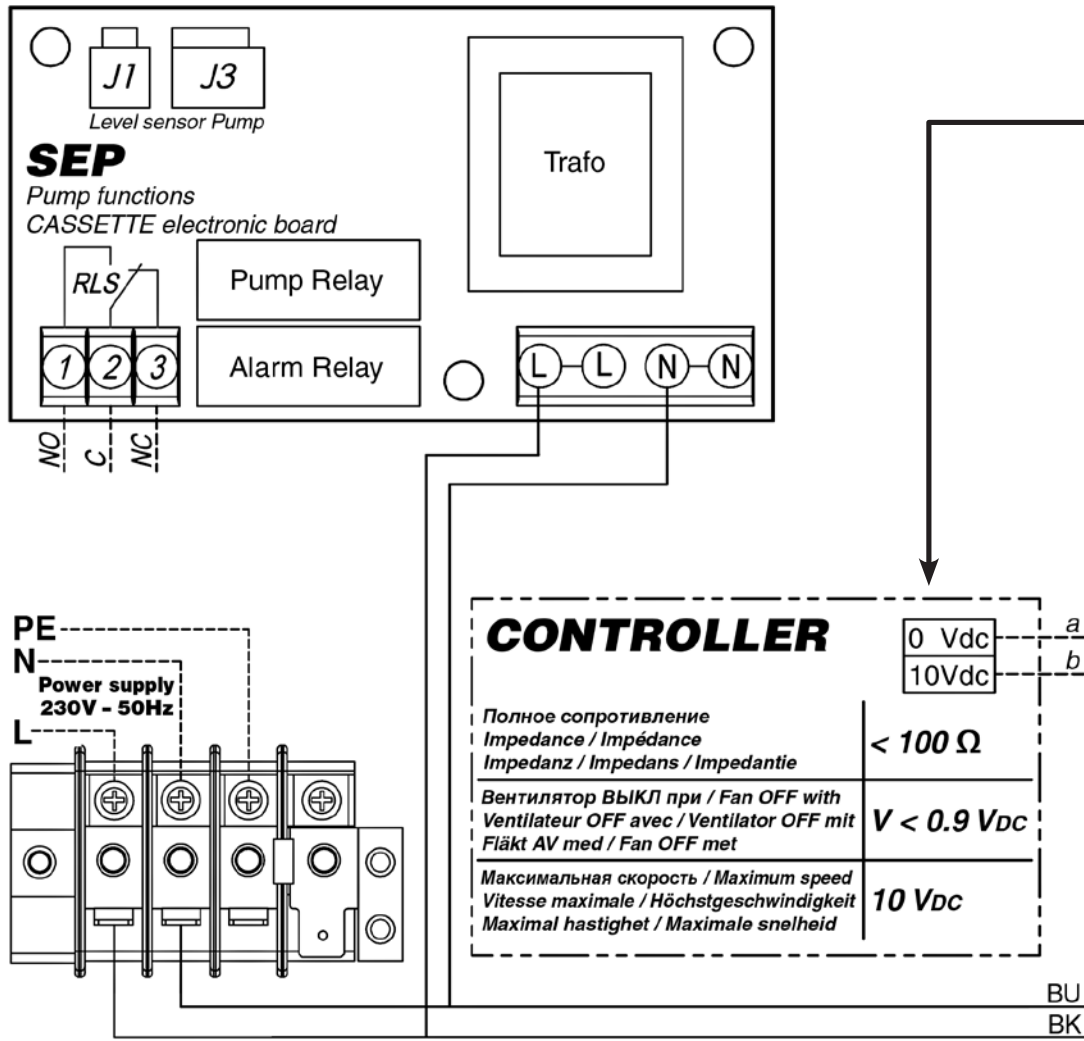 J1 J3
Level sensor Pump
SEP
Pump functions
CASSETTE electronic board
RLS
Trafo
Pump Relay
Alarm Relay
1 2 3
L L N N
NO C NC
PE
N
Power supply
230V - 50Hz
L
CONTROLLER
0 Vdc a
10Vdc b
Полное сопротивление
Impedance / Impédance
Impedanz / Impedans / Impedantie
< 100 Ω
Вентилятор ВЫКЛ при / Fan OFF with
Ventilateur OFF avec / Ventilator OFF mit
Fläkt AV med / Fan OFF met
V < 0.9 VDC
Максимальная скорость / Maximum speed
Vitesse maximale / Höchstgeschwindigkeit
Maximal hastighet / Maximale snelheid
10 VDC
BU
BK